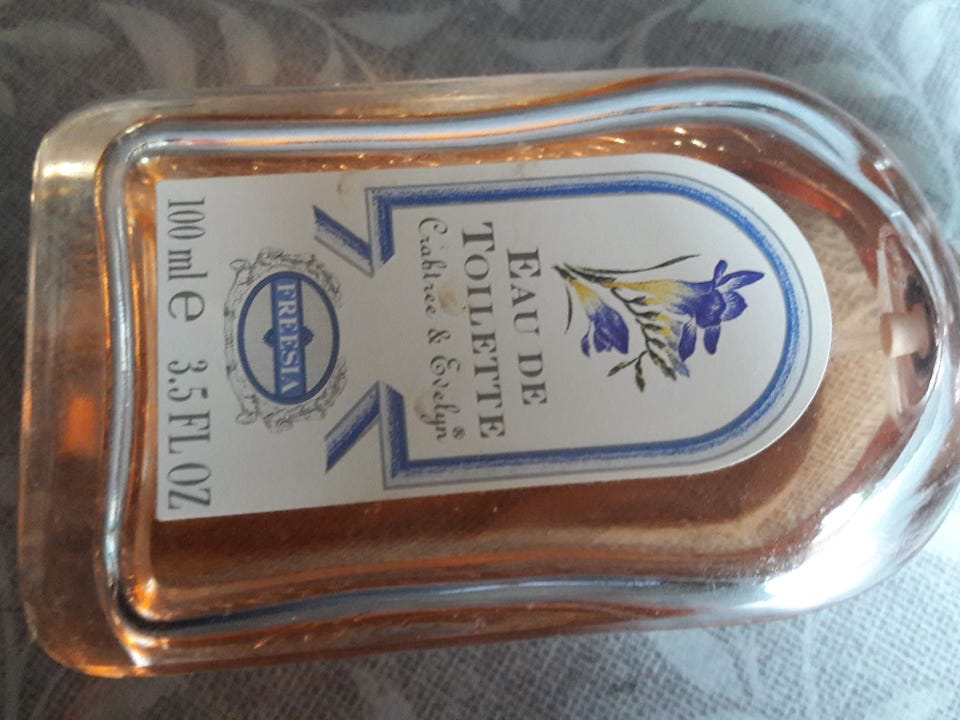 EAU DE
TOILETTE
Crabtree & Evelyn®
FREESIA
100 ml e 3.5 FL OZ